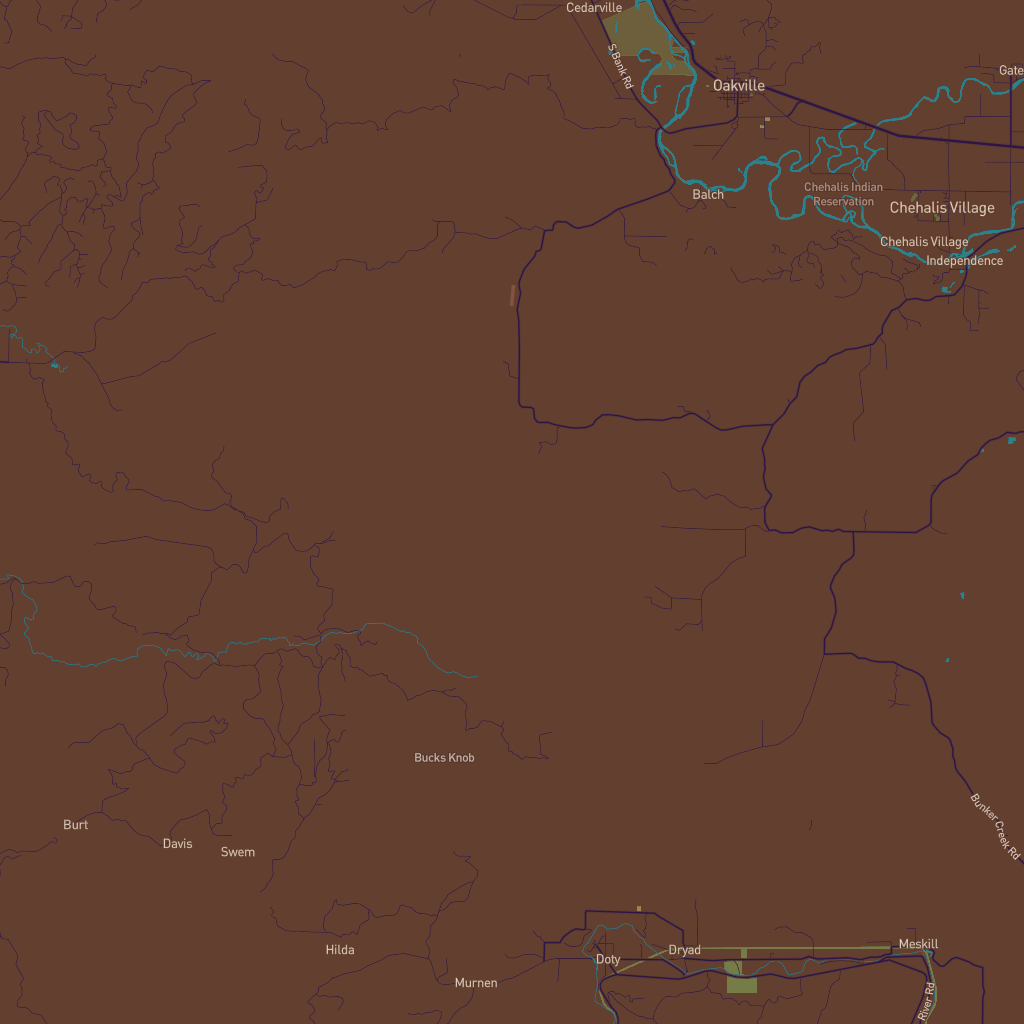 Cedarville
S Bank Rd
Oakville
Gate
Balch
Chehalis Indian
Reservation
Chehalis Village
Chehalis Village
Independence
Bucks Knob
Bunker Creek Rd
Burt
Davis
Swem
Hilda
Murnen
Doty
Dryad
Meskill
River Rd